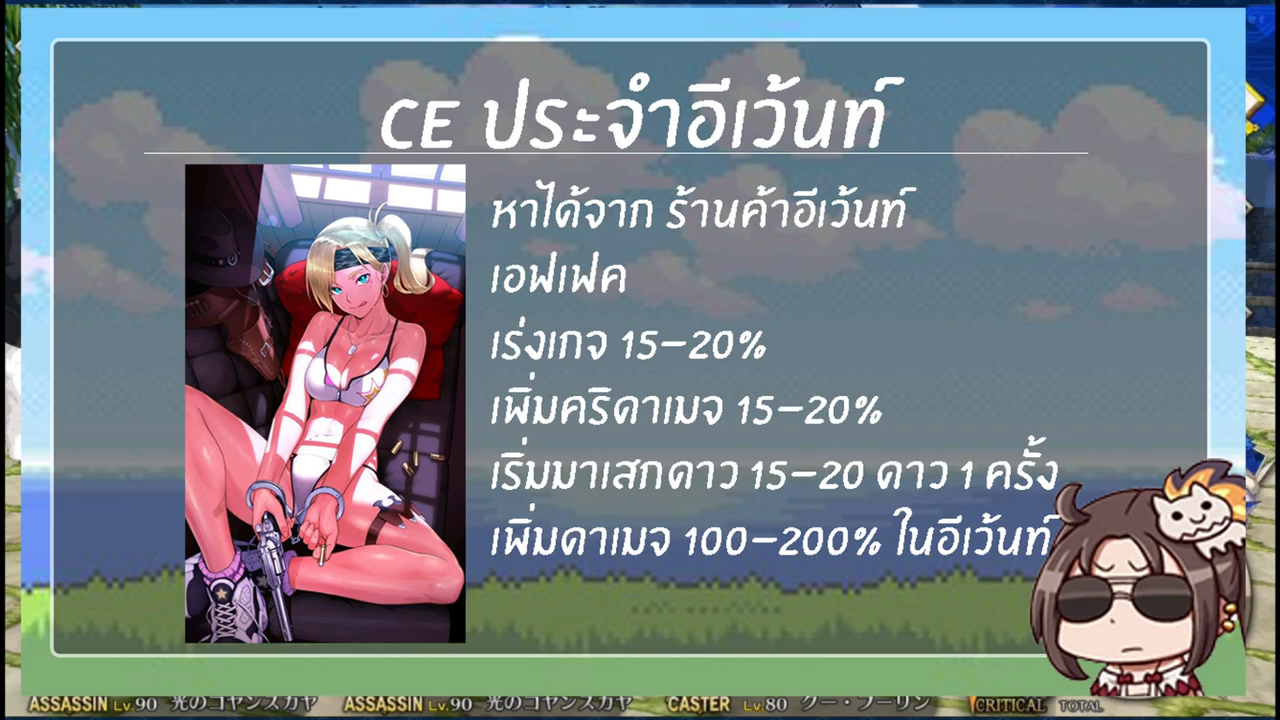 CE ประจำอีเว้นท์
หาได้จาก ร้านค้าอีเว้นท์
เอฟเฟค
เร่งเกจ 15-20%
เพิ่มคริดาเมจ 15-20%
เริ่มมาเสกดาว 15-20 ดาว 1 ครั้ง
เพิ่มดาเมจ 100-200% ในอีเว้นท์
ASSASSIN Lv.90 光のコヤンスカヤ ASSASSIN Lv.90 光のコヤンスカヤ CASTER Lv.80 クー・フーリン CRITICAL TOTAL